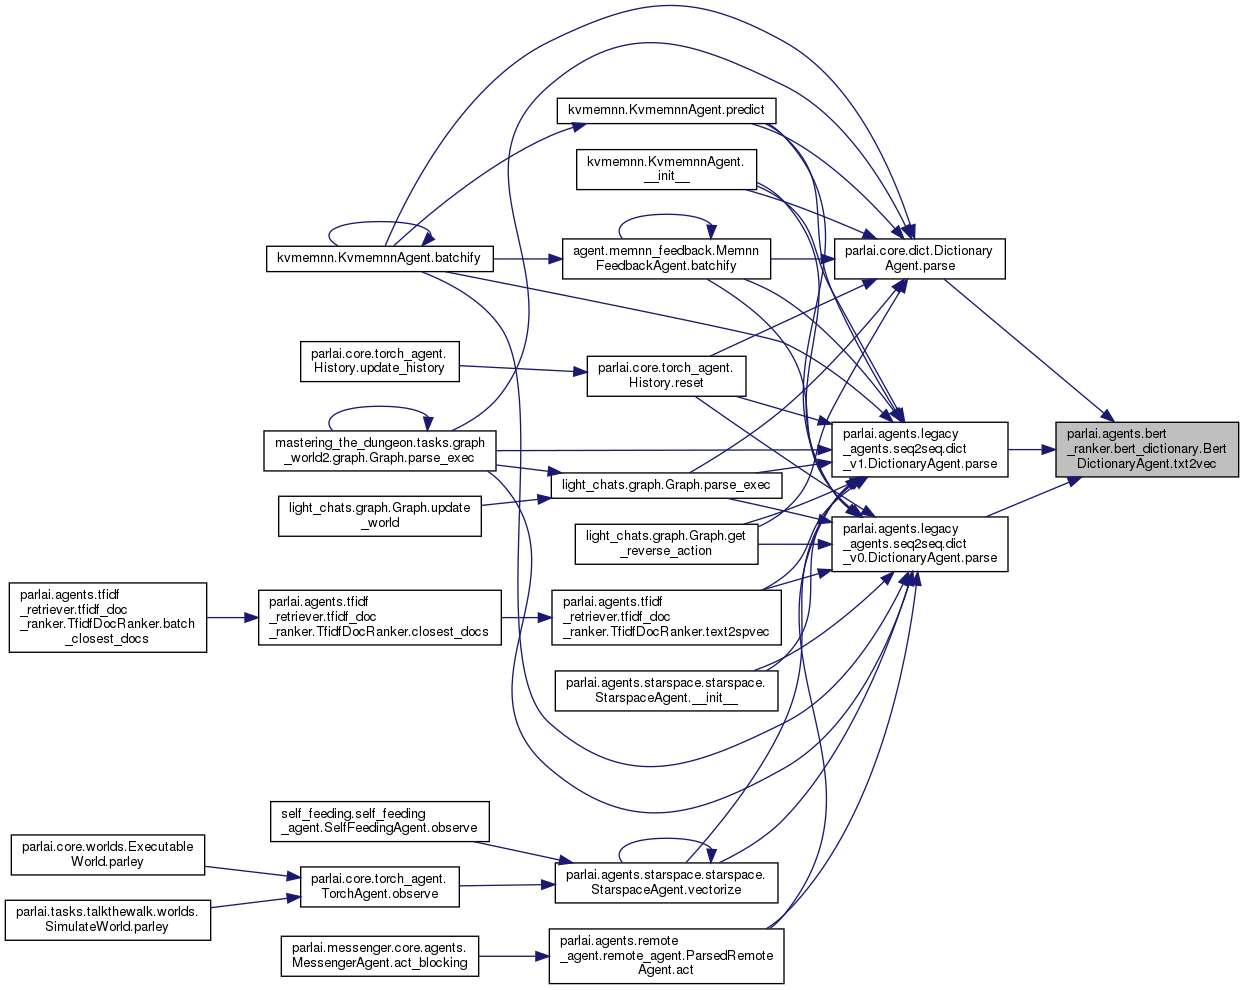 kvmemnn.KvmemnnAgent.predict
kvmemnn.KvmemnnAgent.
__init__
kvmemnn.KvmemnnAgent.batchify
agent.memnn_feedback.Memnn
FeedbackAgent.batchify
parlai.core.dict.Dictionary
Agent.parse
parlai.core.torch_agent.
History.update_history
parlai.core.torch_agent.
History.reset
mastering_the_dungeon.tasks.graph
_world2.graph.Graph.parse_exec
parlai.agents.legacy
_agents.seq2seq.dict
_v1.DictionaryAgent.parse
parlai.agents.bert
_ranker.bert_dictionary.Bert
DictionaryAgent.txt2vec
light_chats.graph.Graph.parse_exec
light_chats.graph.Graph.update
_world
light_chats.graph.Graph.get
_reverse_action
parlai.agents.legacy
_agents.seq2seq.dict
_v0.DictionaryAgent.parse
parlai.agents.tfidf
_retriever.tfidf_doc
_ranker.TfidfDocRanker.batch
_closest_docs
parlai.agents.tfidf
_retriever.tfidf_doc
_ranker.TfidfDocRanker.closest_docs
parlai.agents.tfidf
_retriever.tfidf_doc
_ranker.TfidfDocRanker.text2spvec
parlai.agents.starspace.starspace.
StarspaceAgent.__init__
self_feeding.self_feeding
_agent.SelfFeedingAgent.observe
parlai.core.worlds.Executable
World.parley
parlai.core.torch_agent.
TorchAgent.observe
parlai.agents.starspace.starspace.
StarspaceAgent.vectorize
parlai.tasks.talkthewalk.worlds.
SimulateWorld.parley
parlai.messenger.core.agents.
MessengerAgent.act_blocking
parlai.agents.remote
_agent.remote_agent.ParsedRemote
Agent.act